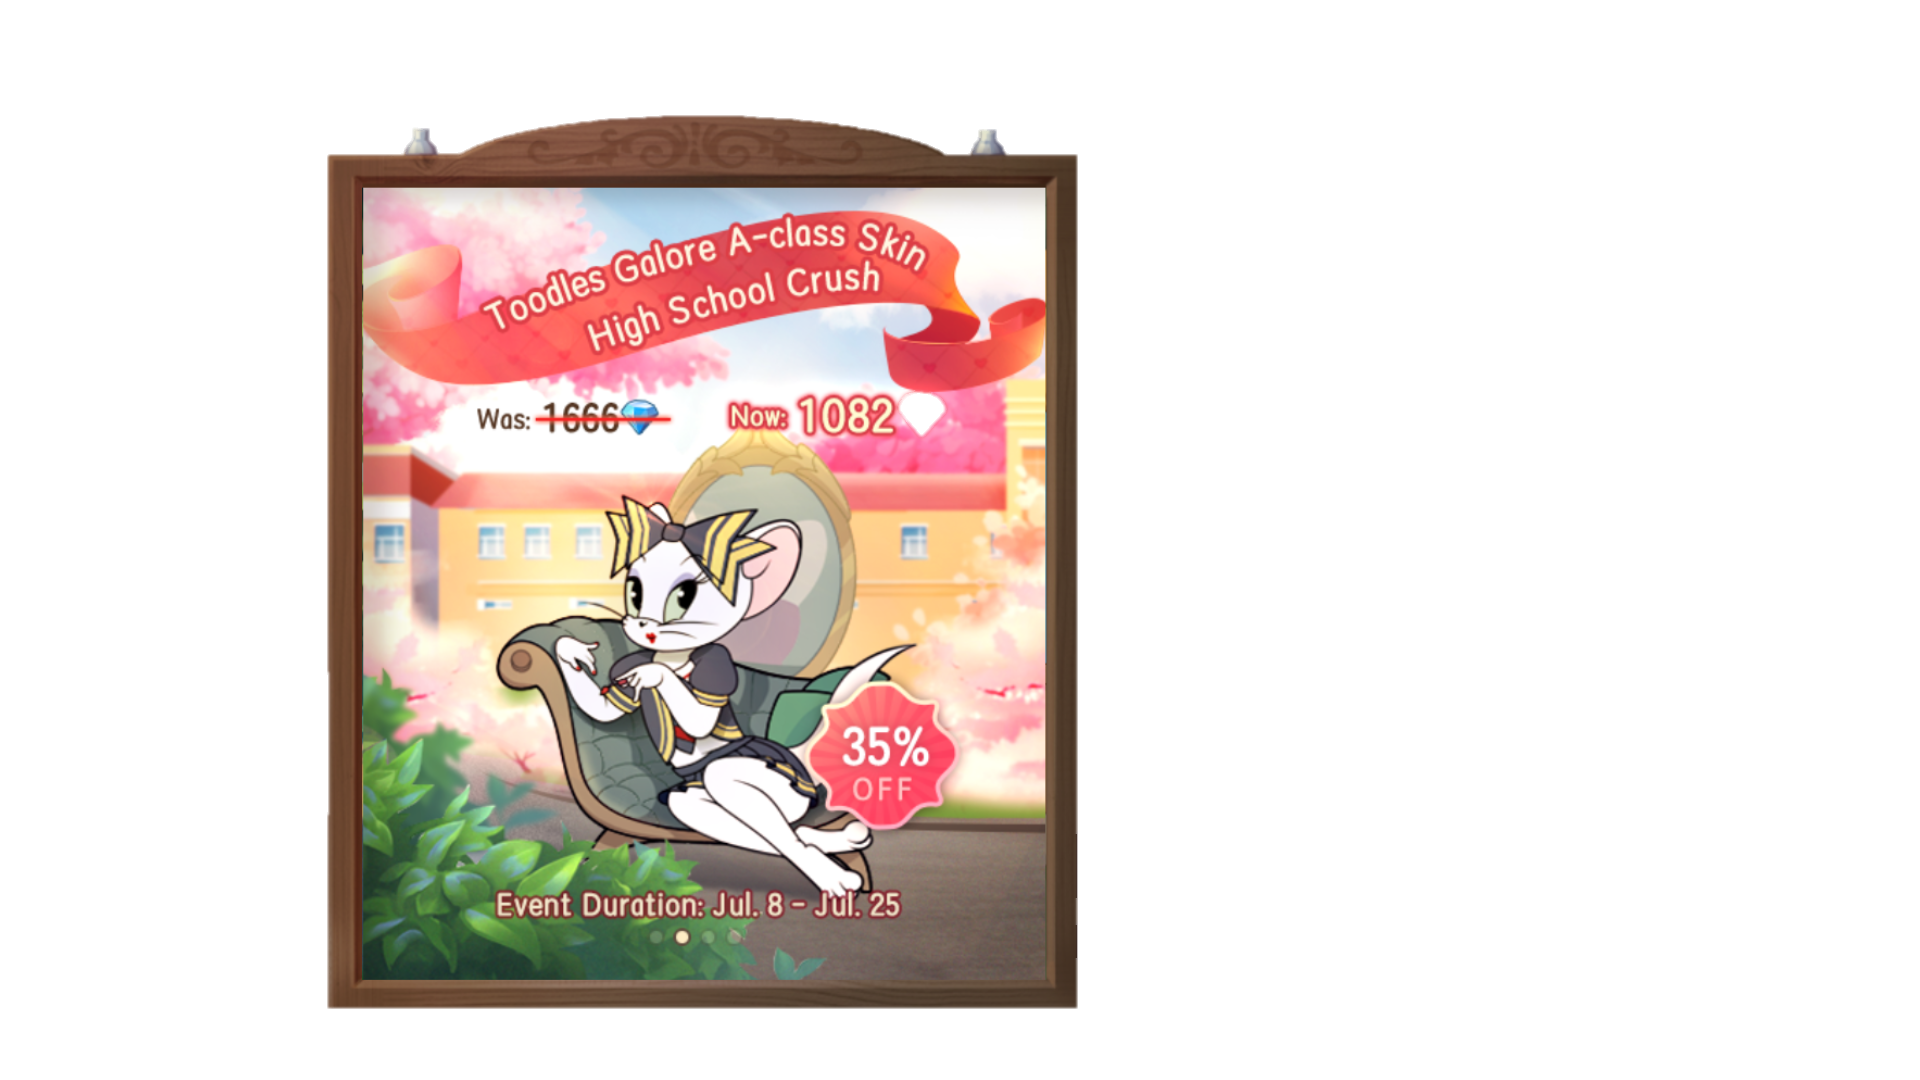 Toodles Galore A-class Skin
High School Crush
Was: 1666
Now: 1082
35%
OFF
Event Duration: Jul. 8 - Jul. 25